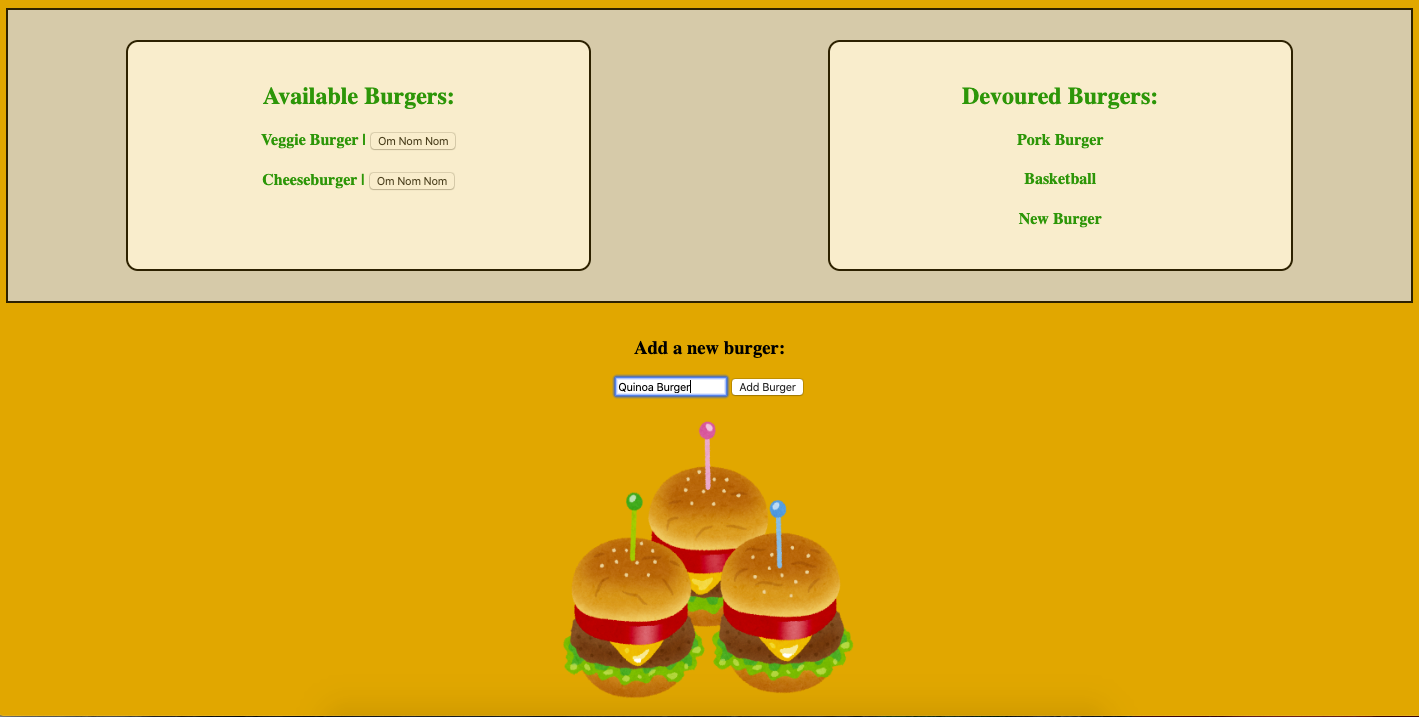 Available Burgers:
Veggie Burger | Om Nom Nom
Cheeseburger | Om Nom Nom
Devoured Burgers:
Pork Burger
Basketball
New Burger
Add a new burger:
Quinoa Burger Add Burger